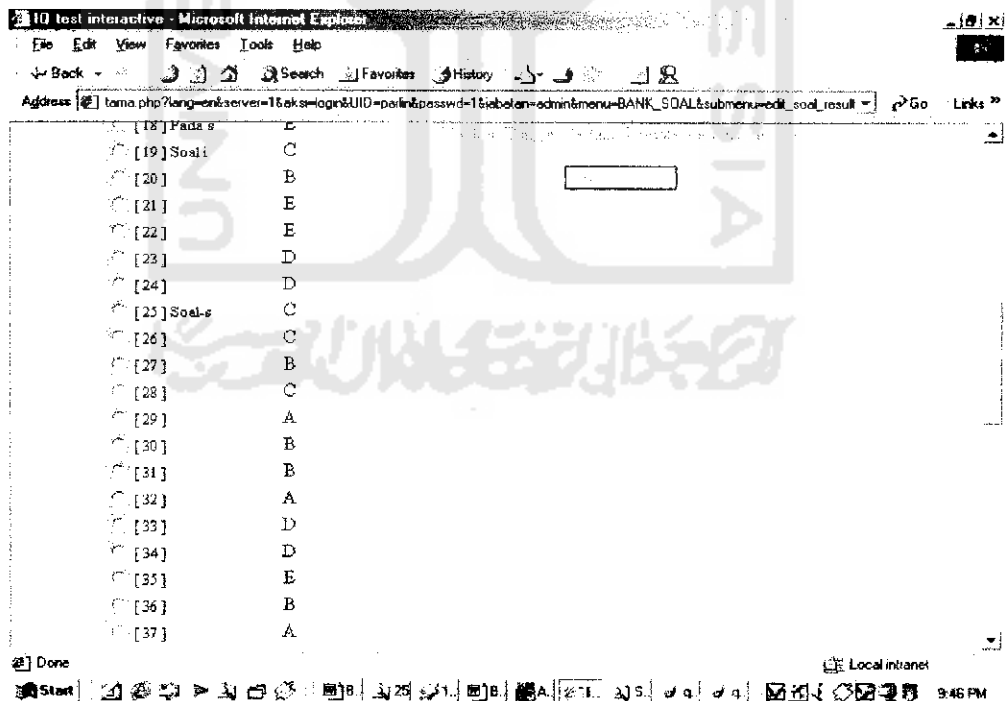 IQ test interactive - Microsoft Internet Explorer
File Edit View Favorites Tools Help
Back Search Favorites History
Address tama.php?lang=en&server=1&aksi=login&UID=parlin&passwd=1&jabatan=admin&menu=BANK_SOAL&submenu=edit_soal_result Go Links »
[18] Pada s E
[19] Soal i C
[20] B
[21] E
[22] E
[23] D
[24] D
[25] Soal-s C
[26] C
[27] B
[28] C
[29] A
[30] B
[31] B
[32] A
[33] D
[34] D
[35] E
[36] B
[37] A
Done Local intranet
Start 9:46 PM